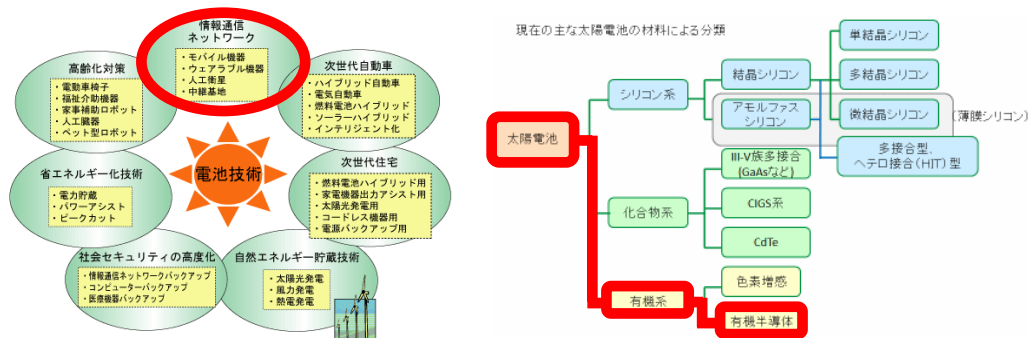 情報通信
ネットワーク
・モバイル機器
・ウェアラブル機器
・人工衛星
・中継基地
高齢化対策
・電動車椅子
・福祉介助機器
・家事補助ロボット
・人工臓器
・ペット型ロボット
次世代自動車
・ハイブリッド自動車
・電気自動車
・燃料電池ハイブリッド
・ソーラーハイブリッド
・インテリジェント化
電池技術
省エネルギー化技術
・電力貯蔵
・パワーアシスト
・ピークカット
次世代住宅
・燃料電池ハイブリッド用
・家電機器出力アシスト用
・太陽光発電用
・コードレス機器用
・電源バックアップ用
社会セキュリティの高度化
・情報通信ネットワークバックアップ
・コンピューターバックアップ
・医療機器バックアップ
自然エネルギー貯蔵技術
・太陽光発電
・風力発電
・熱電発電
現在の主な太陽電池の材料による分類
太陽電池
シリコン系
結晶シリコン
単結晶シリコン
多結晶シリコン
アモルファス
シリコン
微結晶シリコン
(薄膜シリコン)
多接合型、
ヘテロ接合(HIT)型
化合物系
III-V族多接合
(GaAsなど)
CIGS系
CdTe
有機系
色素増感
有機半導体